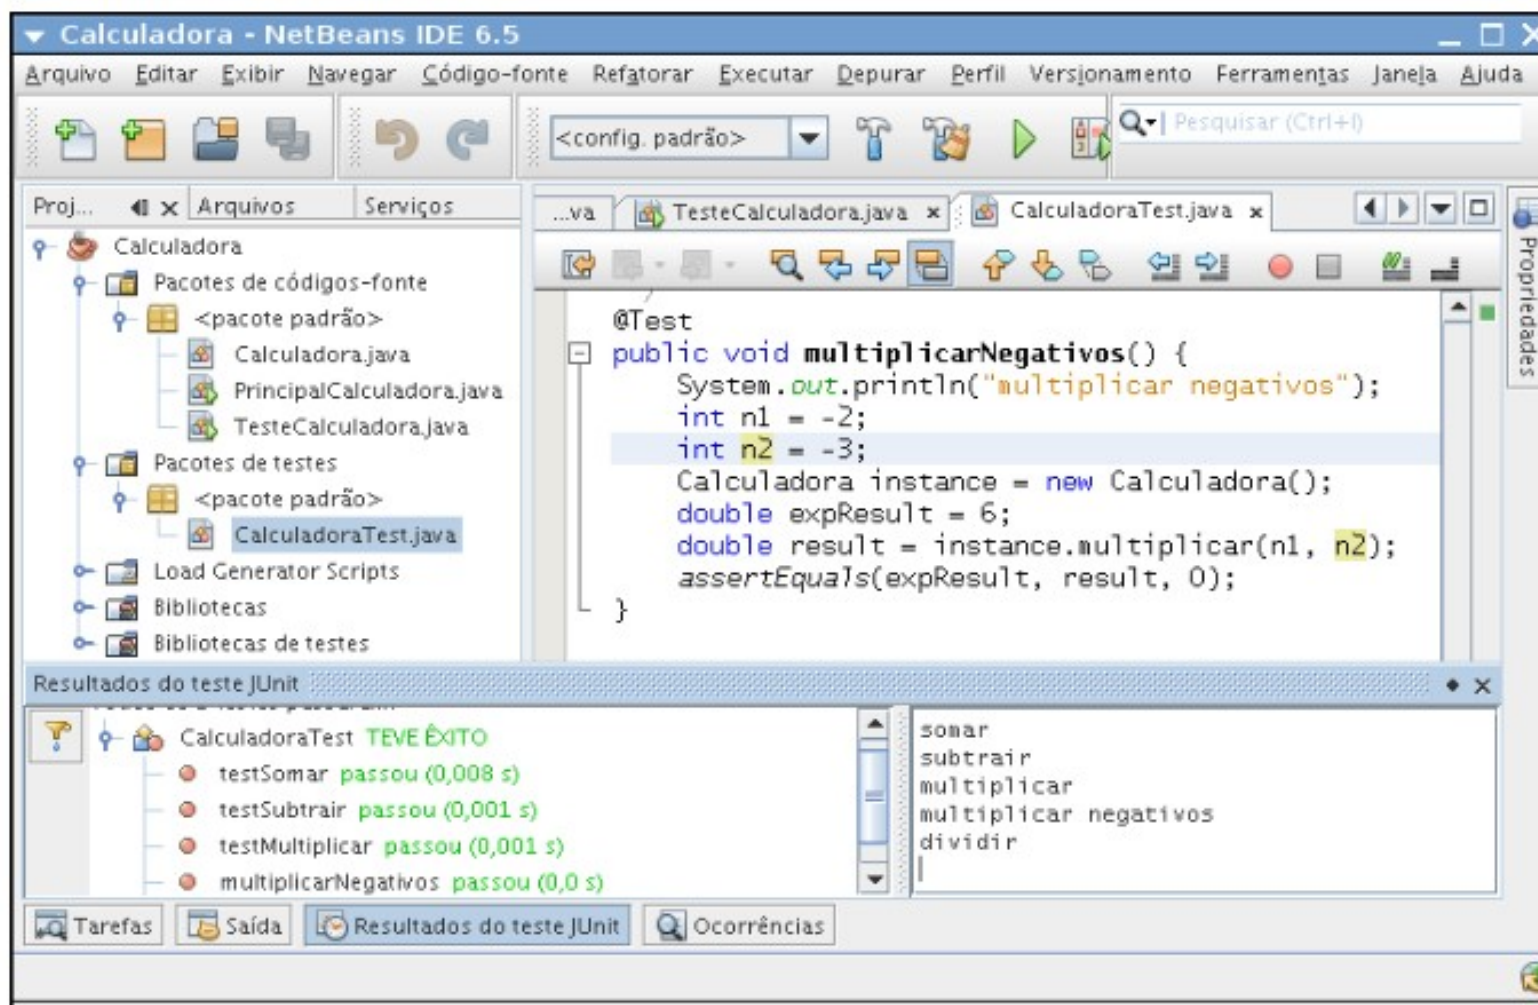 Calculadora - NetBeans IDE 6.5
Arquivo Editar Exibir Navegar Código-fonte Refatorar Executar Depurar Perfil Versionamento Ferramentas Janela Ajuda
<config. padrão>
Pesquisar (Ctrl+I)
Proj... Arquivos Serviços
Calculadora
Pacotes de códigos-fonte
<pacote padrão>
Calculadora.java
PrincipalCalculadora.java
TesteCalculadora.java
Pacotes de testes
<pacote padrão>
CalculadoraTest.java
Load Generator Scripts
Bibliotecas
Bibliotecas de testes
...va TesteCalculadora.java CalculadoraTest.java
@Test
public void multiplicarNegativos() {
System.out.println("multiplicar negativos");
int n1 = -2;
int n2 = -3;
Calculadora instance = new Calculadora();
double expResult = 6;
double result = instance.multiplicar(n1, n2);
assertEquals(expResult, result, 0);
}
Propriedades
Resultados do teste JUnit
CalculadoraTest TEVE ÊXITO
testSomar passou (0,008 s)
testSubtrair passou (0,001 s)
testMultiplicar passou (0,001 s)
multiplicarNegativos passou (0,0 s)
somar
subtrair
multiplicar
multiplicar negativos
dividir
Tarefas Saída Resultados do teste JUnit Ocorrências